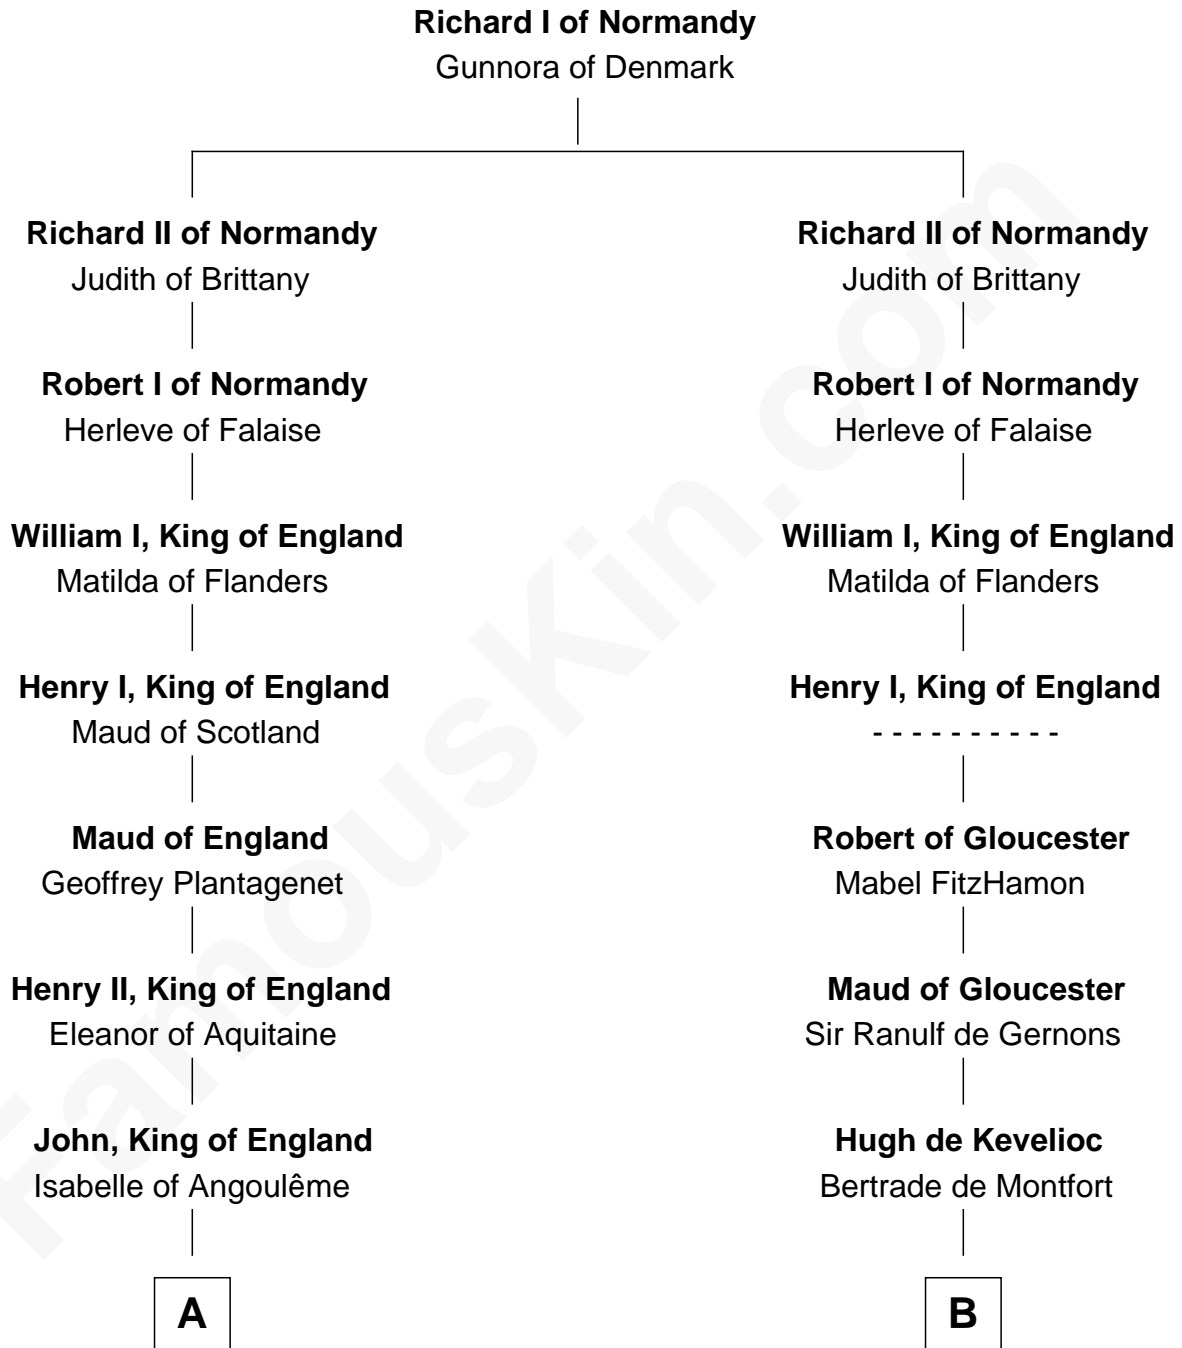 Richard I of Normandy
Gunnora of Denmark
Richard II of Normandy
Judith of Brittany
Robert I of Normandy
Herleve of Falaise
William I, King of England
Matilda of Flanders
Henry I, King of England
Maud of Scotland
Maud of England
Geoffrey Plantagenet
Henry II, King of England
Eleanor of Aquitaine
John, King of England
Isabelle of Angoulême
A
Richard II of Normandy
Judith of Brittany
Robert I of Normandy
Herleve of Falaise
William I, King of England
Matilda of Flanders
Henry I, King of England
- - - - - - - - - -
Robert of Gloucester
Mabel FitzHamon
Maud of Gloucester
Sir Ranulf de Gernons
Hugh de Kevelioc
Bertrade de Montfort
B
FamousKin.com